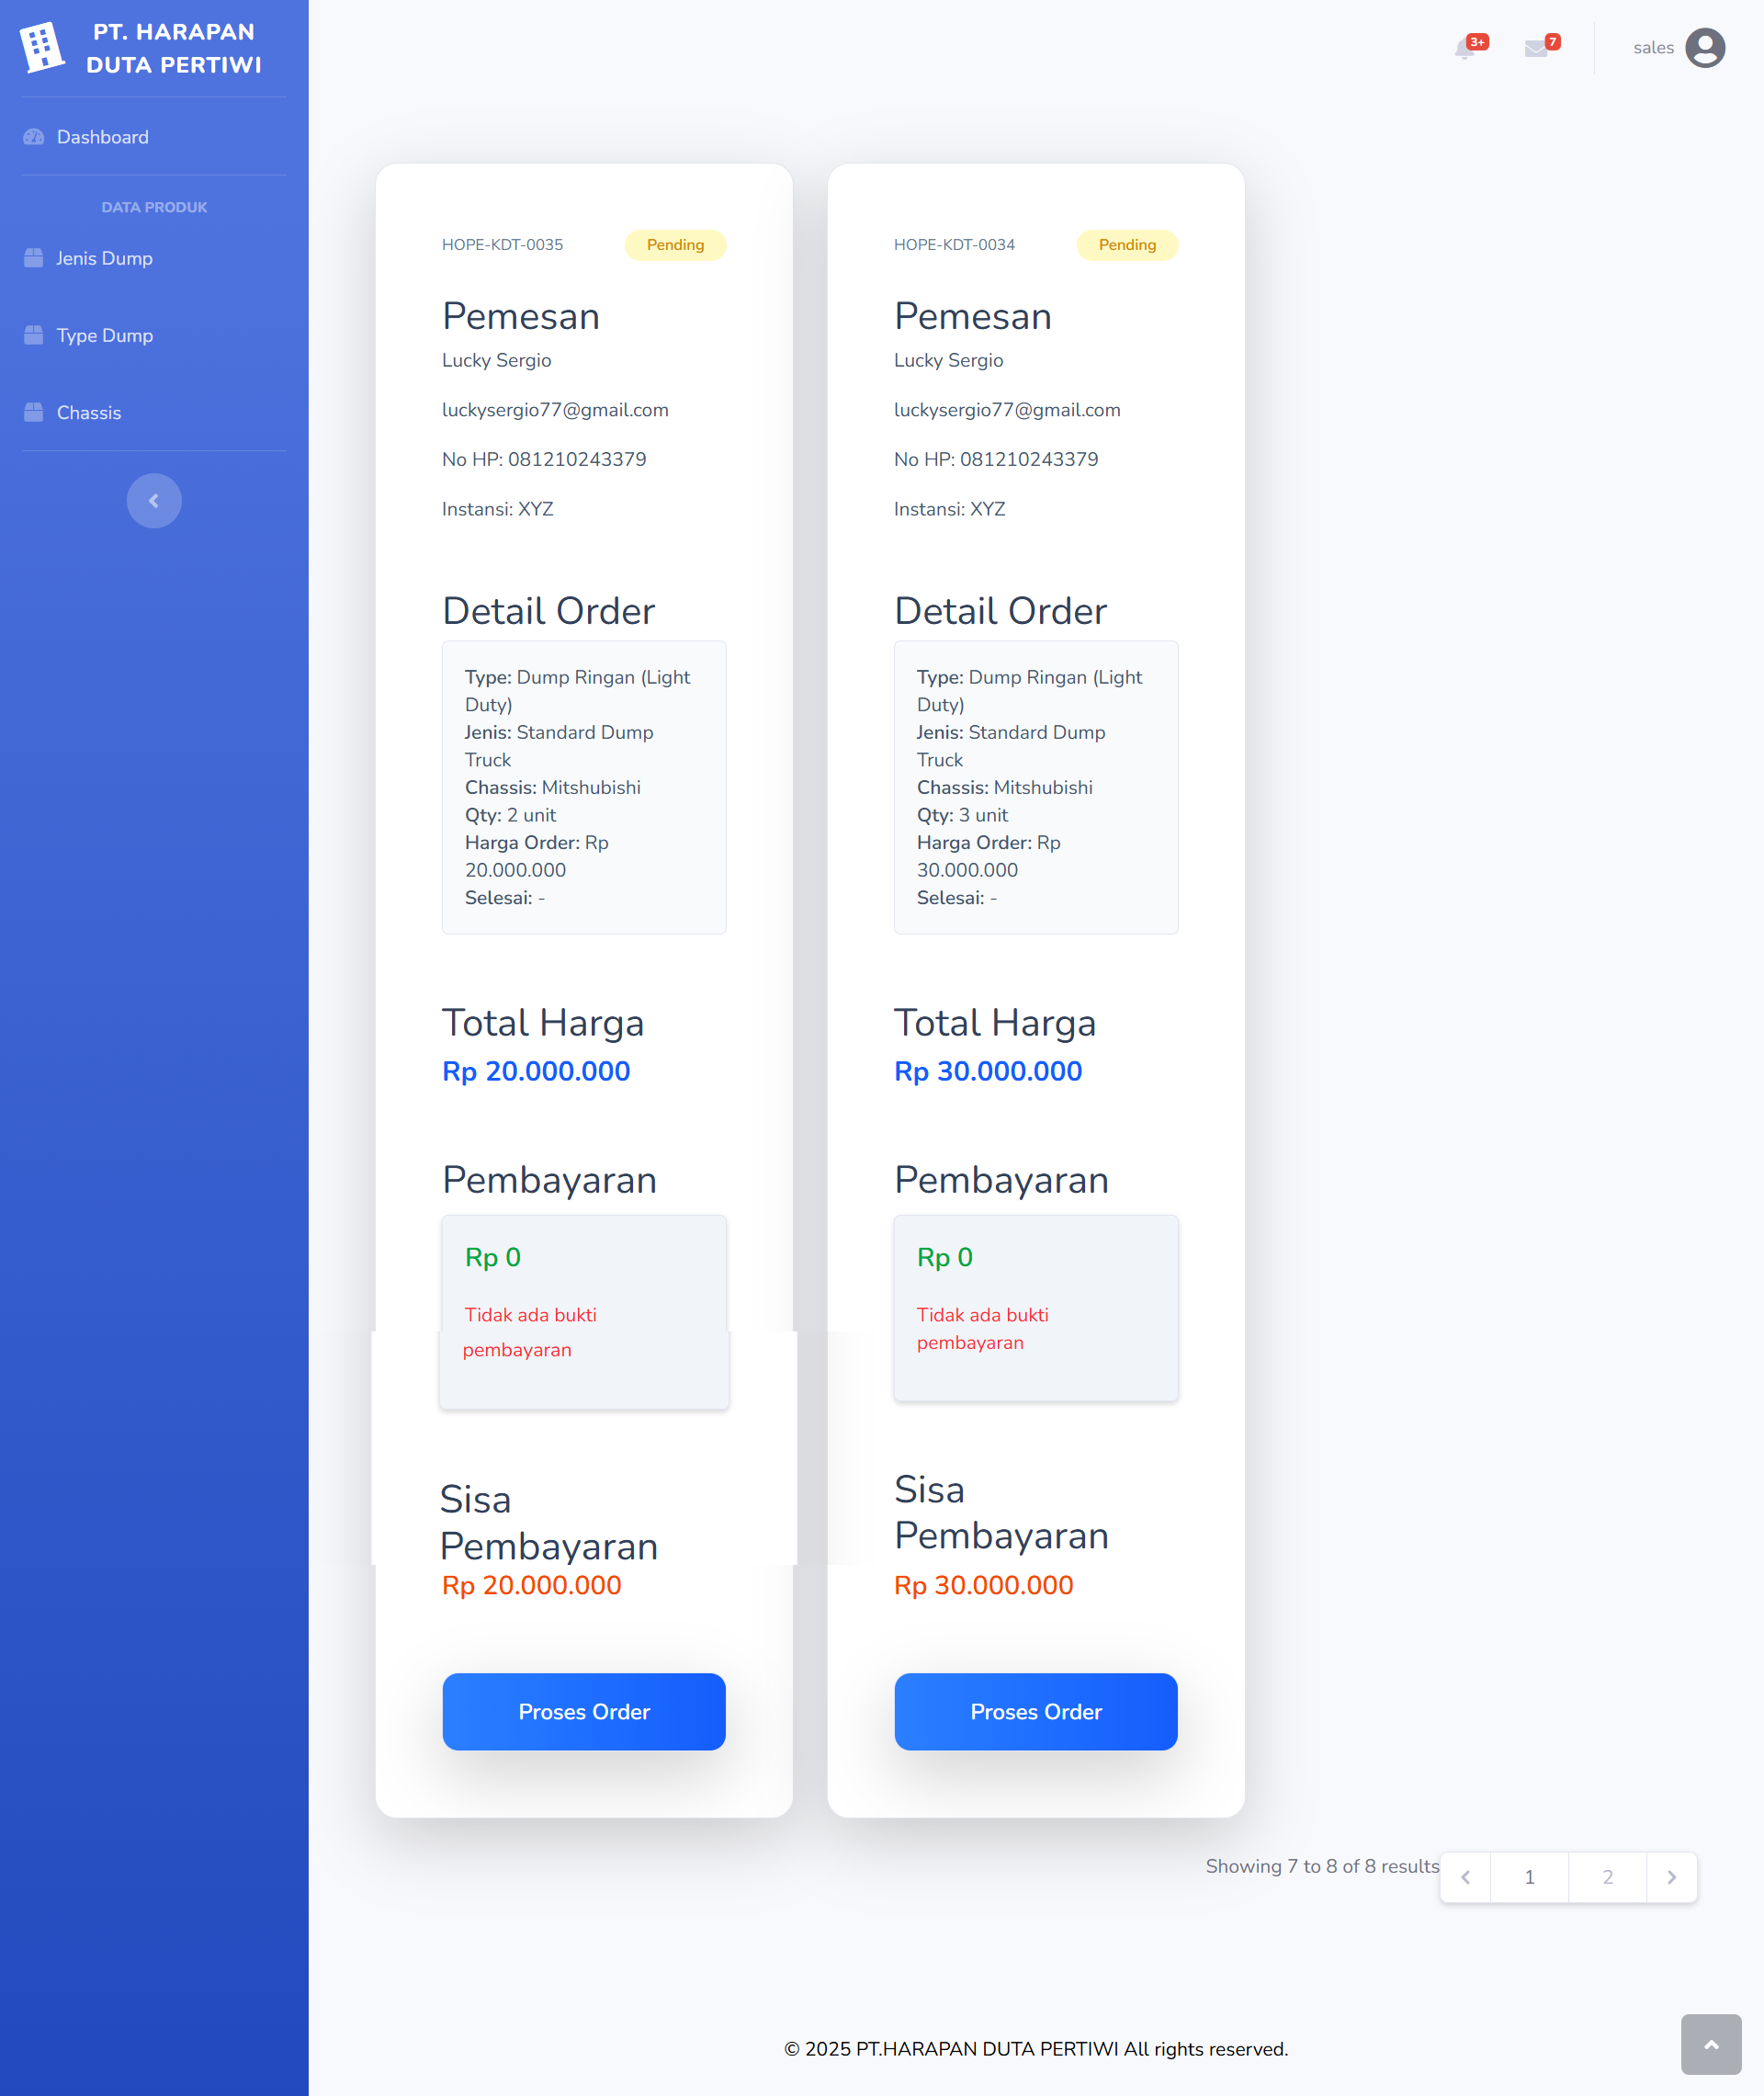 PT. HARAPAN
DUTA PERTIWI
Dashboard
DATA PRODUK
Jenis Dump
Type Dump
Chassis
3+
7
sales
HOPE-KDT-0035
Pending
Pemesan
Lucky Sergio
luckysergio77@gmail.com
No HP: 081210243379
Instansi: XYZ
Detail Order
Type: Dump Ringan (Light
Duty)
Jenis: Standard Dump
Truck
Chassis: Mitshubishi
Qty: 2 unit
Harga Order: Rp
20.000.000
Selesai: -
Total Harga
Rp 20.000.000
Pembayaran
Rp 0
Tidak ada bukti
pembayaran
Sisa
Pembayaran
Rp 20.000.000
Proses Order
HOPE-KDT-0034
Pending
Pemesan
Lucky Sergio
luckysergio77@gmail.com
No HP: 081210243379
Instansi: XYZ
Detail Order
Type: Dump Ringan (Light
Duty)
Jenis: Standard Dump
Truck
Chassis: Mitshubishi
Qty: 3 unit
Harga Order: Rp
30.000.000
Selesai: -
Total Harga
Rp 30.000.000
Pembayaran
Rp 0
Tidak ada bukti
pembayaran
Sisa
Pembayaran
Rp 30.000.000
Proses Order
Showing 7 to 8 of 8 results
1
2
© 2025 PT.HARAPAN DUTA PERTIWI All rights reserved.